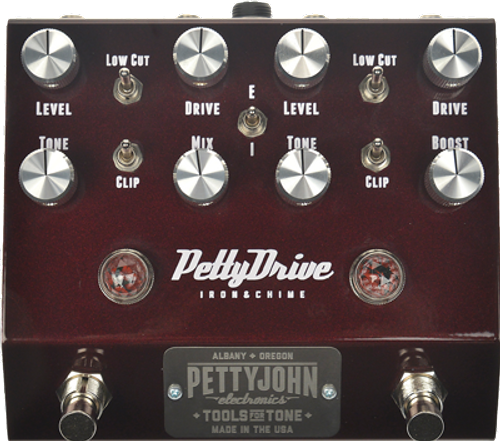 LOW CUT
LOW CUT
LEVEL
DRIVE
E
LEVEL
DRIVE
TONE
MIX
I
TONE
BOOST
CLIP
CLIP
PettyDrive
IRON&CHIME
ALBANY + OREGON
PETTYJOHN
electronics
+ TOOLS FOR TONE +
MADE IN THE USA